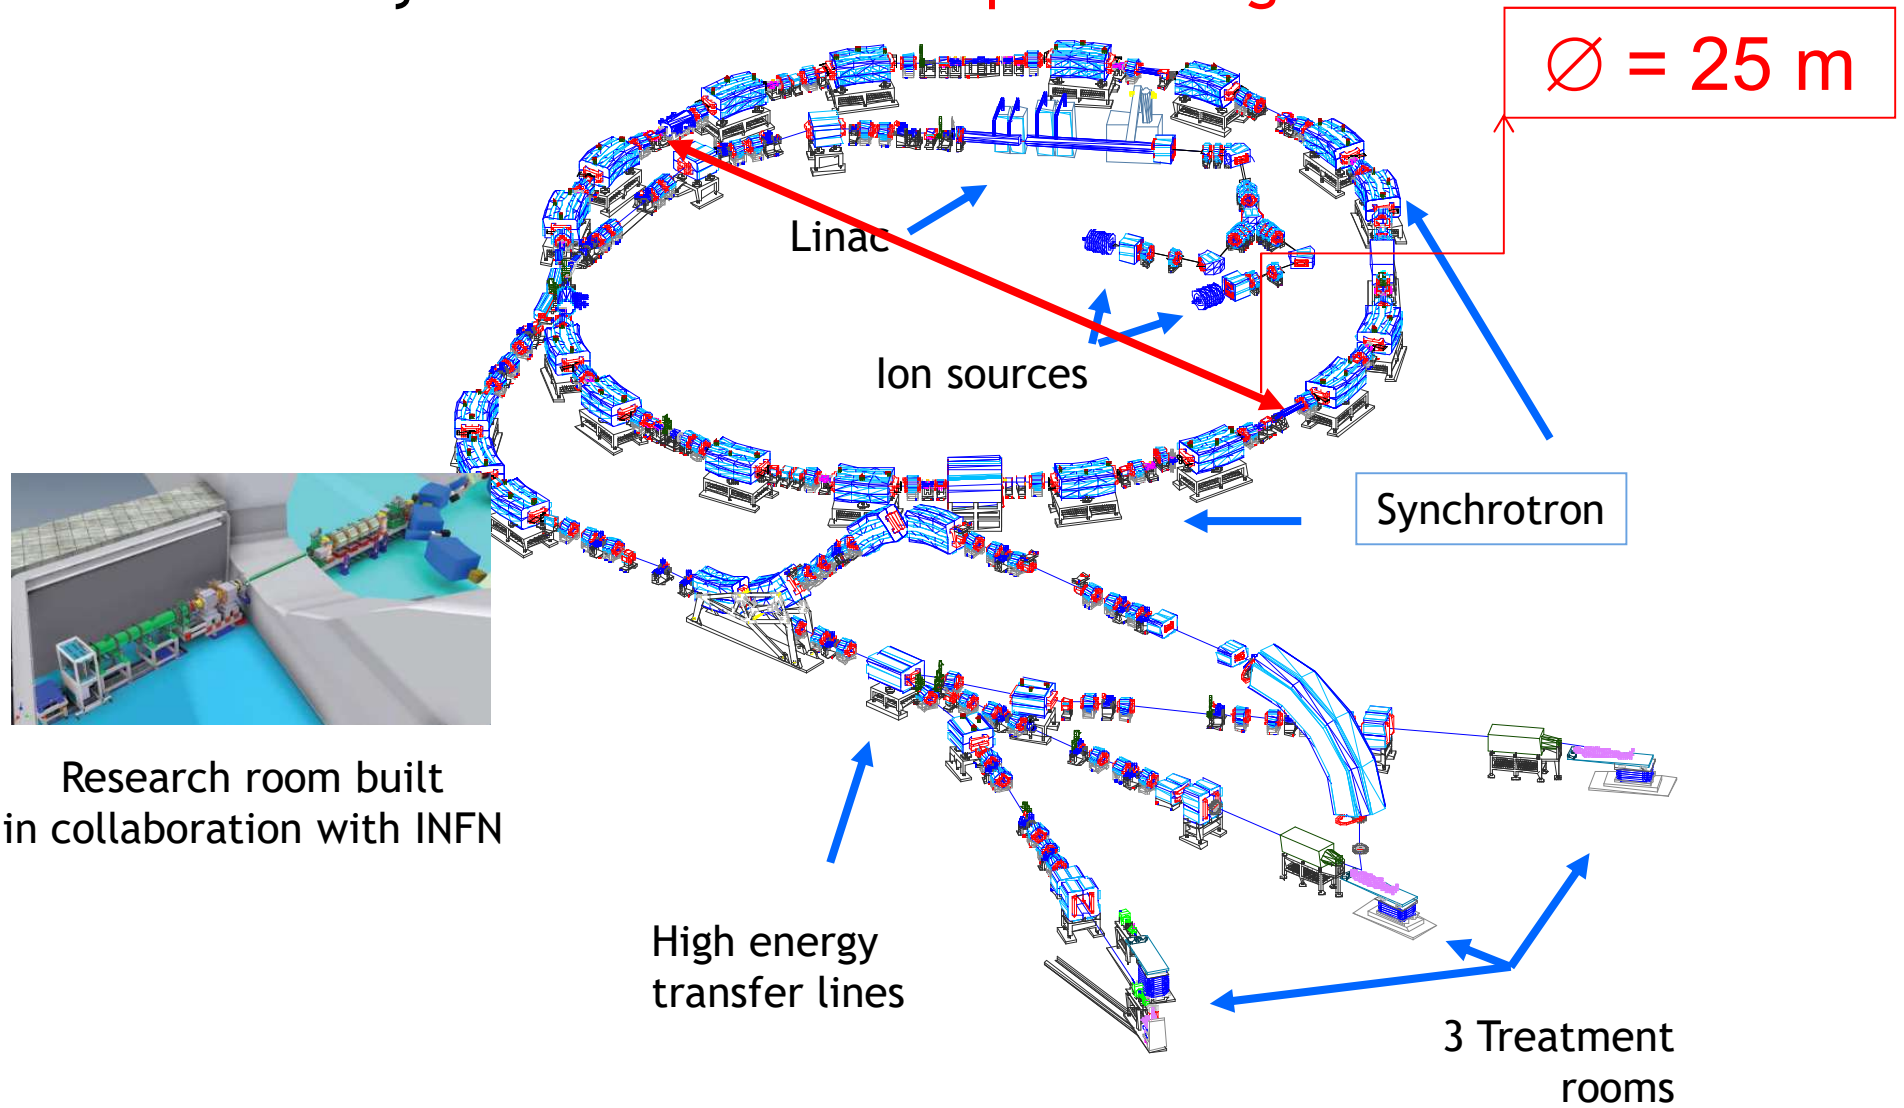 ∅ = 25 m
Linac
Ion sources
Synchrotron
Research room built
in collaboration with INFN
High energy
transfer lines
3 Treatment
rooms